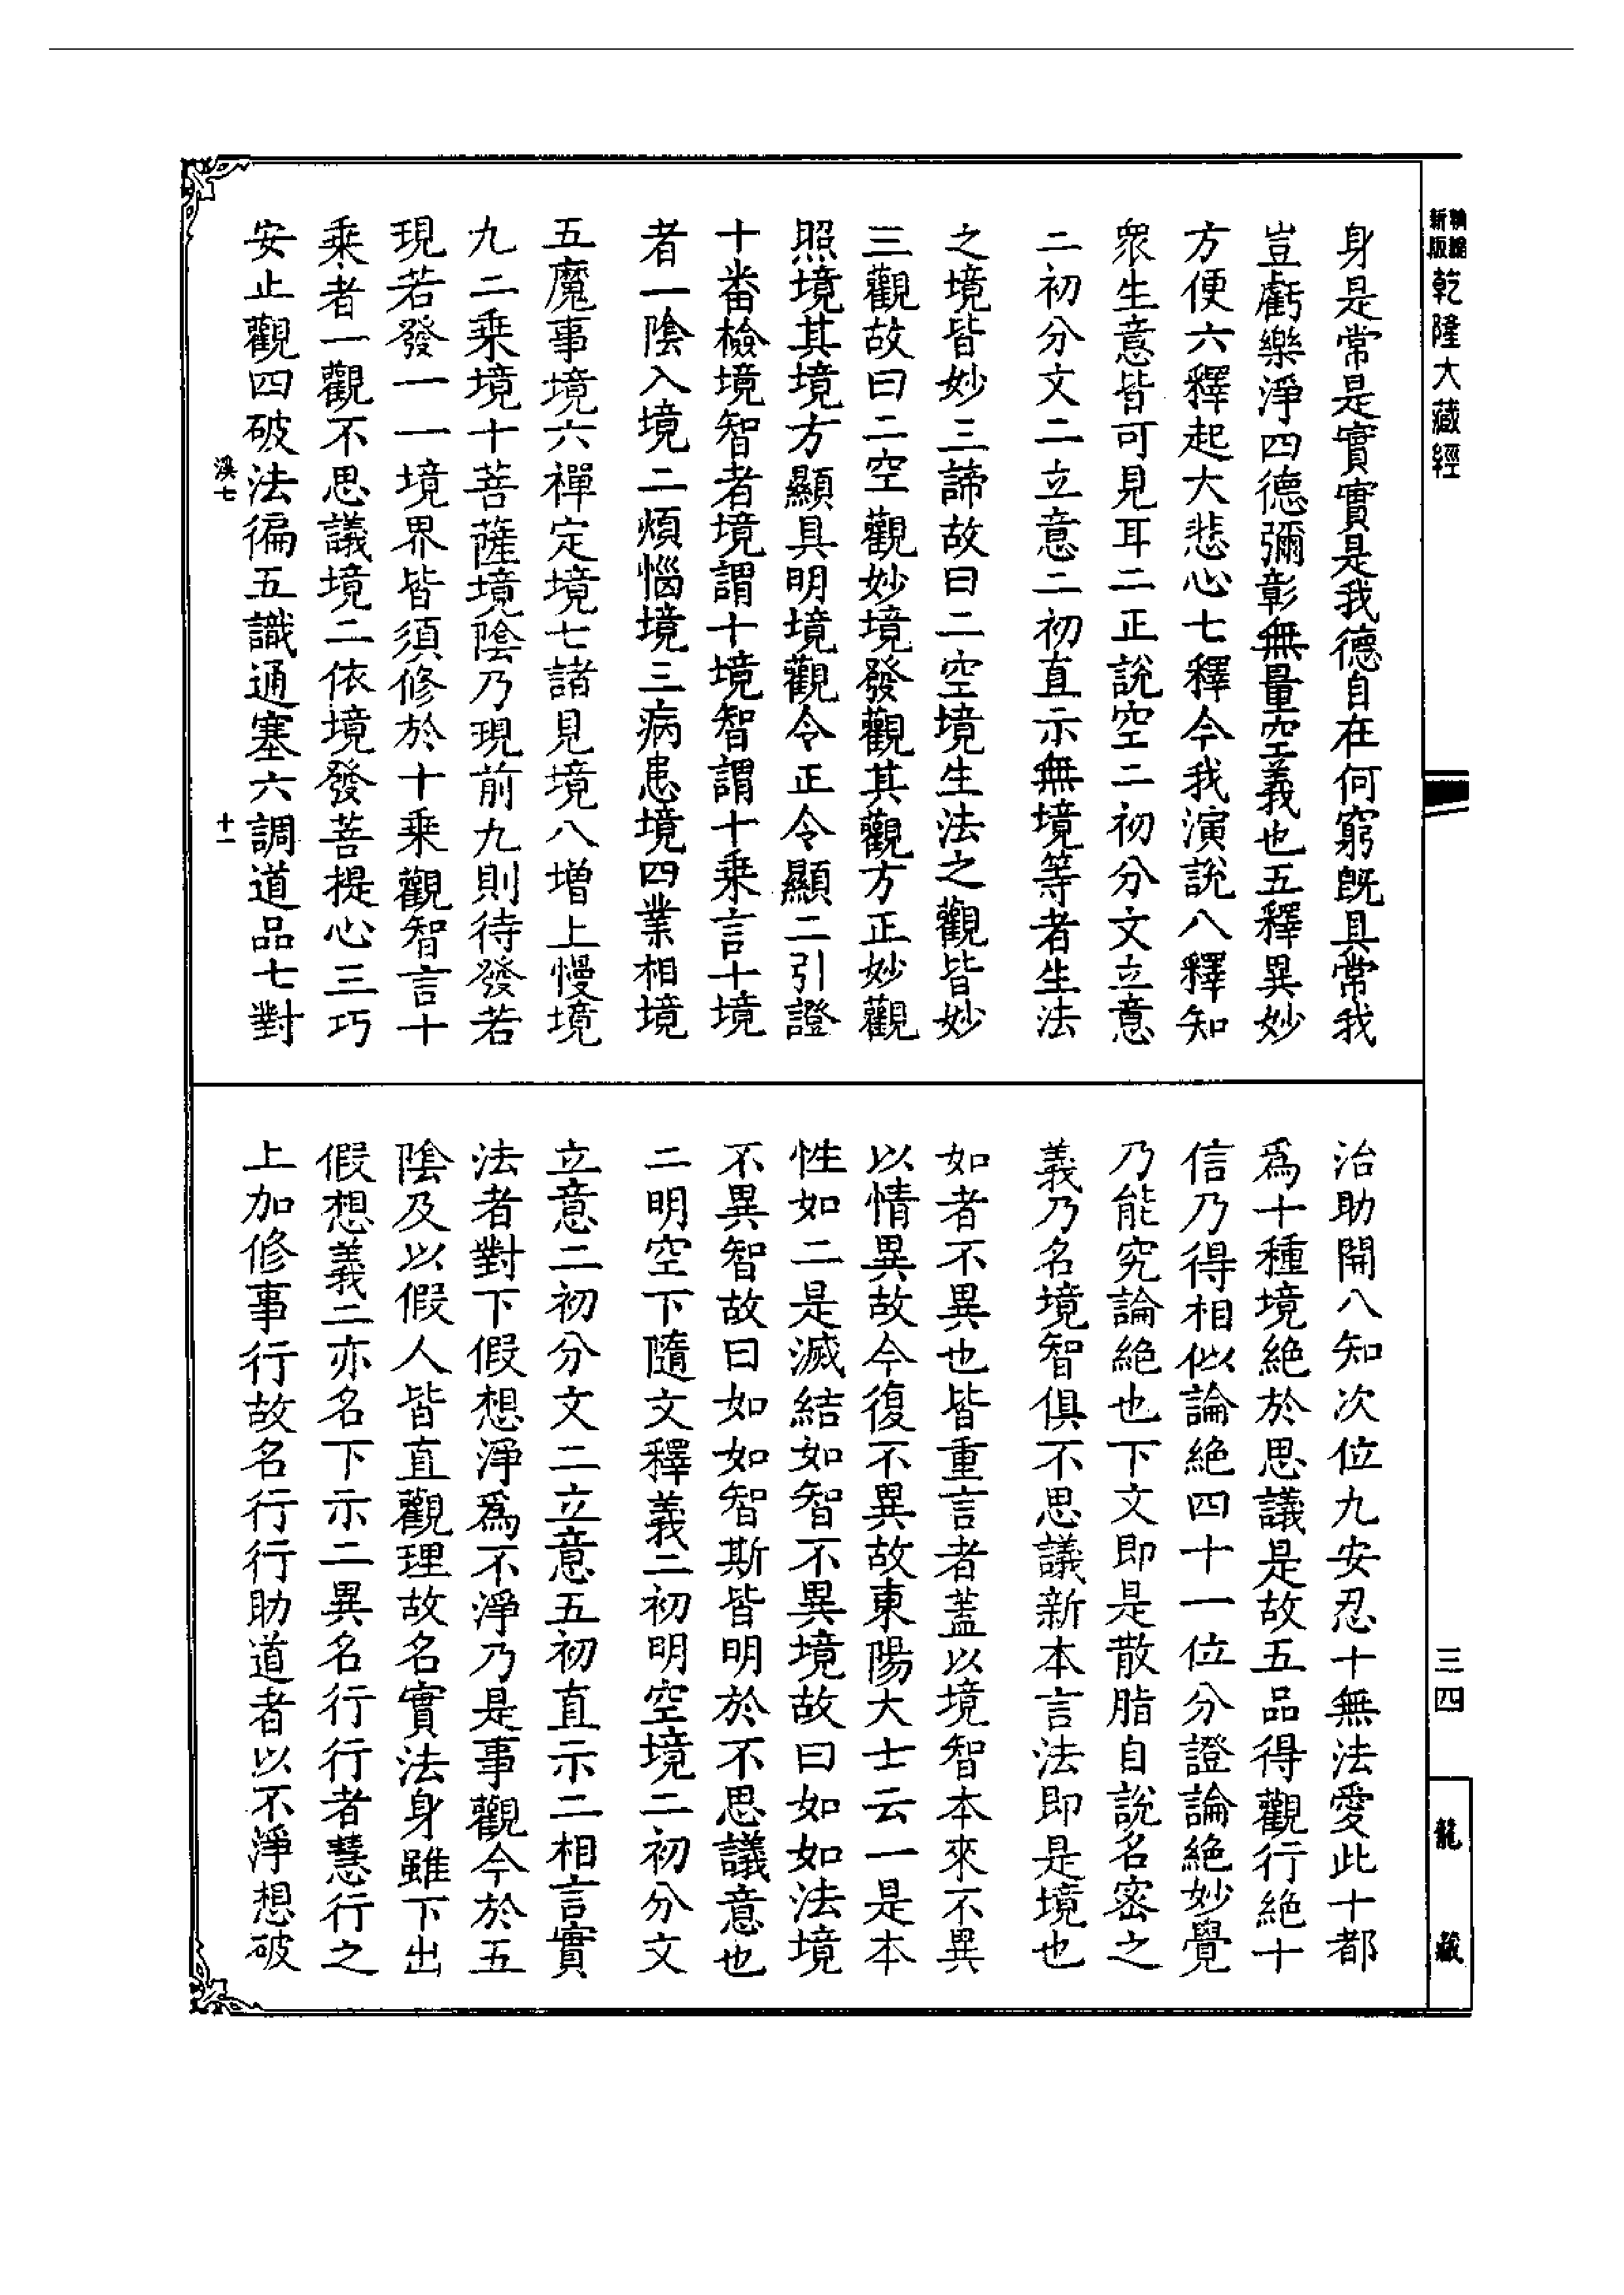 精縮
新版
乾隆大藏經
三四
龍藏
身是常是實實是我德自在何窮既具常我
豈虧樂淨四德彌彰無量空義也五釋異妙
方便六釋起大悲心七釋今我演說八釋知
眾生意皆可見耳二正說空二初分文立意
二初分文二立意二初直示無境等者生法
之境皆妙三諦故曰二空境生法之觀皆妙
三觀故曰二空觀妙境發觀其觀方正妙觀
照境其境方顯具明境觀令正令顯二引證
十番檢境智者境謂十境智謂十乘言十境
者一陰入境二煩惱境三病患境四業相境
五魔事境六禪定境七諸見境八增上慢境
九二乘境十菩薩境陰乃現前九則待發若
現若發一一境界皆須修於十乘觀智言十
乘者一觀不思議境二依境發菩提心三巧
安止觀四破法徧五識通塞六調道品七對
溪七
十一
治助開八知次位九安忍十無法愛此十都
為十種境絕於思議是故五品得觀行絕十
信乃得相似論絕四十一位分證論絕妙覺
乃能究論絕也下文即是散脂自說名密之
義乃名境智俱不思議新本言法即是境也
如者不異也皆重言者蓋以境智本來不異
以情異故今復不異故東陽大士云一是本
性如二是滅結如智不異境故曰如如法境
不異智故曰如如智斯皆明於不思議意也
二明空下隨文釋義二初明空境二初分文
立意二初分文二立意五初直示二相言實
法者對下假想淨為不淨乃是事觀今於五
陰及以假人皆直觀理故名實法身雖下出
假想義二亦名下示二異名行行者慧行之
上加修事行故名行行助道者以不淨想破